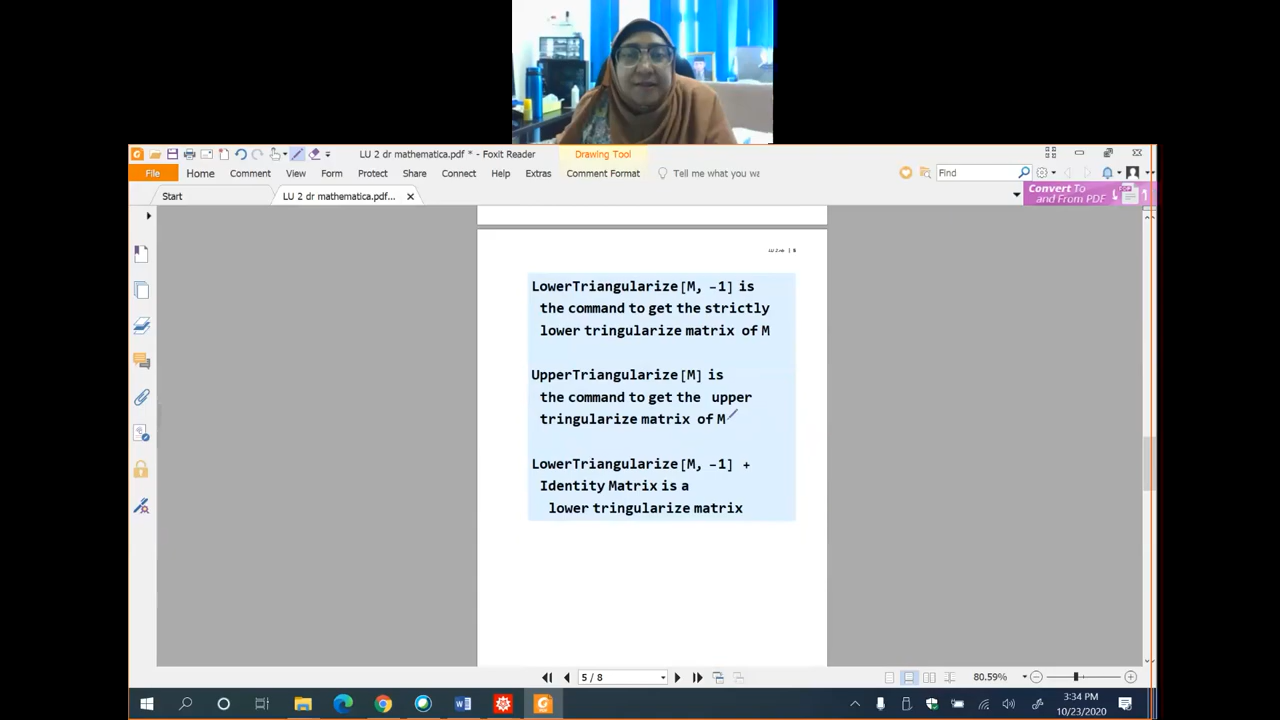 LU 2 dr mathematica.pdf * - Foxit Reader
Drawing Tool
File Home Comment View Form Protect Share Connect Help Extras Comment Format Tell me what you wa
Find
Start
LU 2 dr mathematica.pdf...
Convert To
and From PDF
LU 2.nb | 5
LowerTriangularize[M, -1] is
the command to get the strictly
lower tringularize matrix of M
UpperTriangularize[M] is
the command to get the upper
tringularize matrix of M
LowerTriangularize[M, -1] +
Identity Matrix is a
lower tringularize matrix
5 / 8
80.59%
3:34 PM
10/23/2020